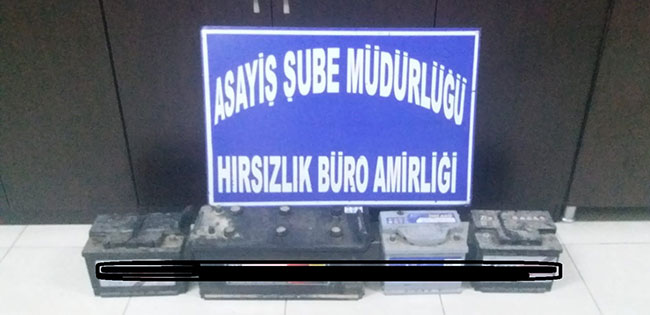 ASAYİŞ ŞUBE MÜDÜRLÜĞÜ
HIRSIZLIK BÜRO AMİRLİĞİ